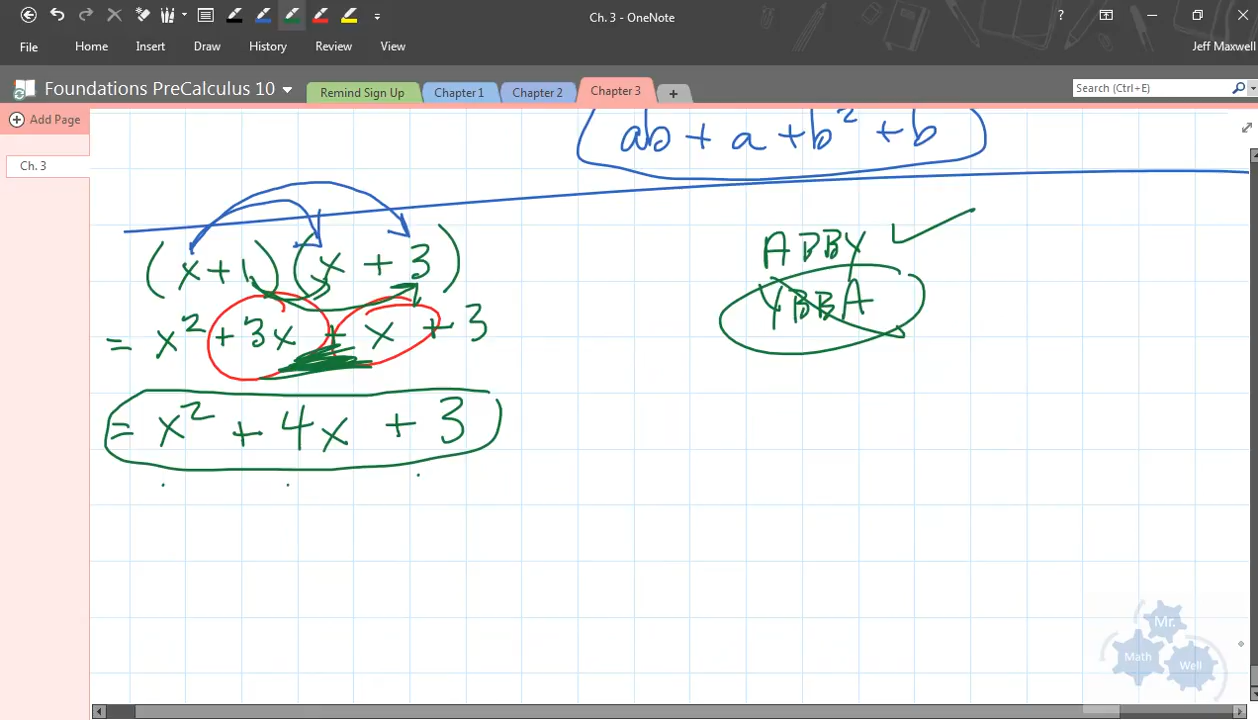 Ch. 3 - OneNote
?
File
Home
Insert
Draw
History
Review
View
Jeff Maxwell
Foundations PreCalculus 10
Remind Sign Up
Chapter 1
Chapter 2
Chapter 3
+
Search (Ctrl+E)
Add Page
Ch. 3
ab + a + b² + b
(x+1)(x + 3)
= x² + 3x + x + 3
= x² + 4x + 3
ABBY
YBBA
Mr.
Math
Well